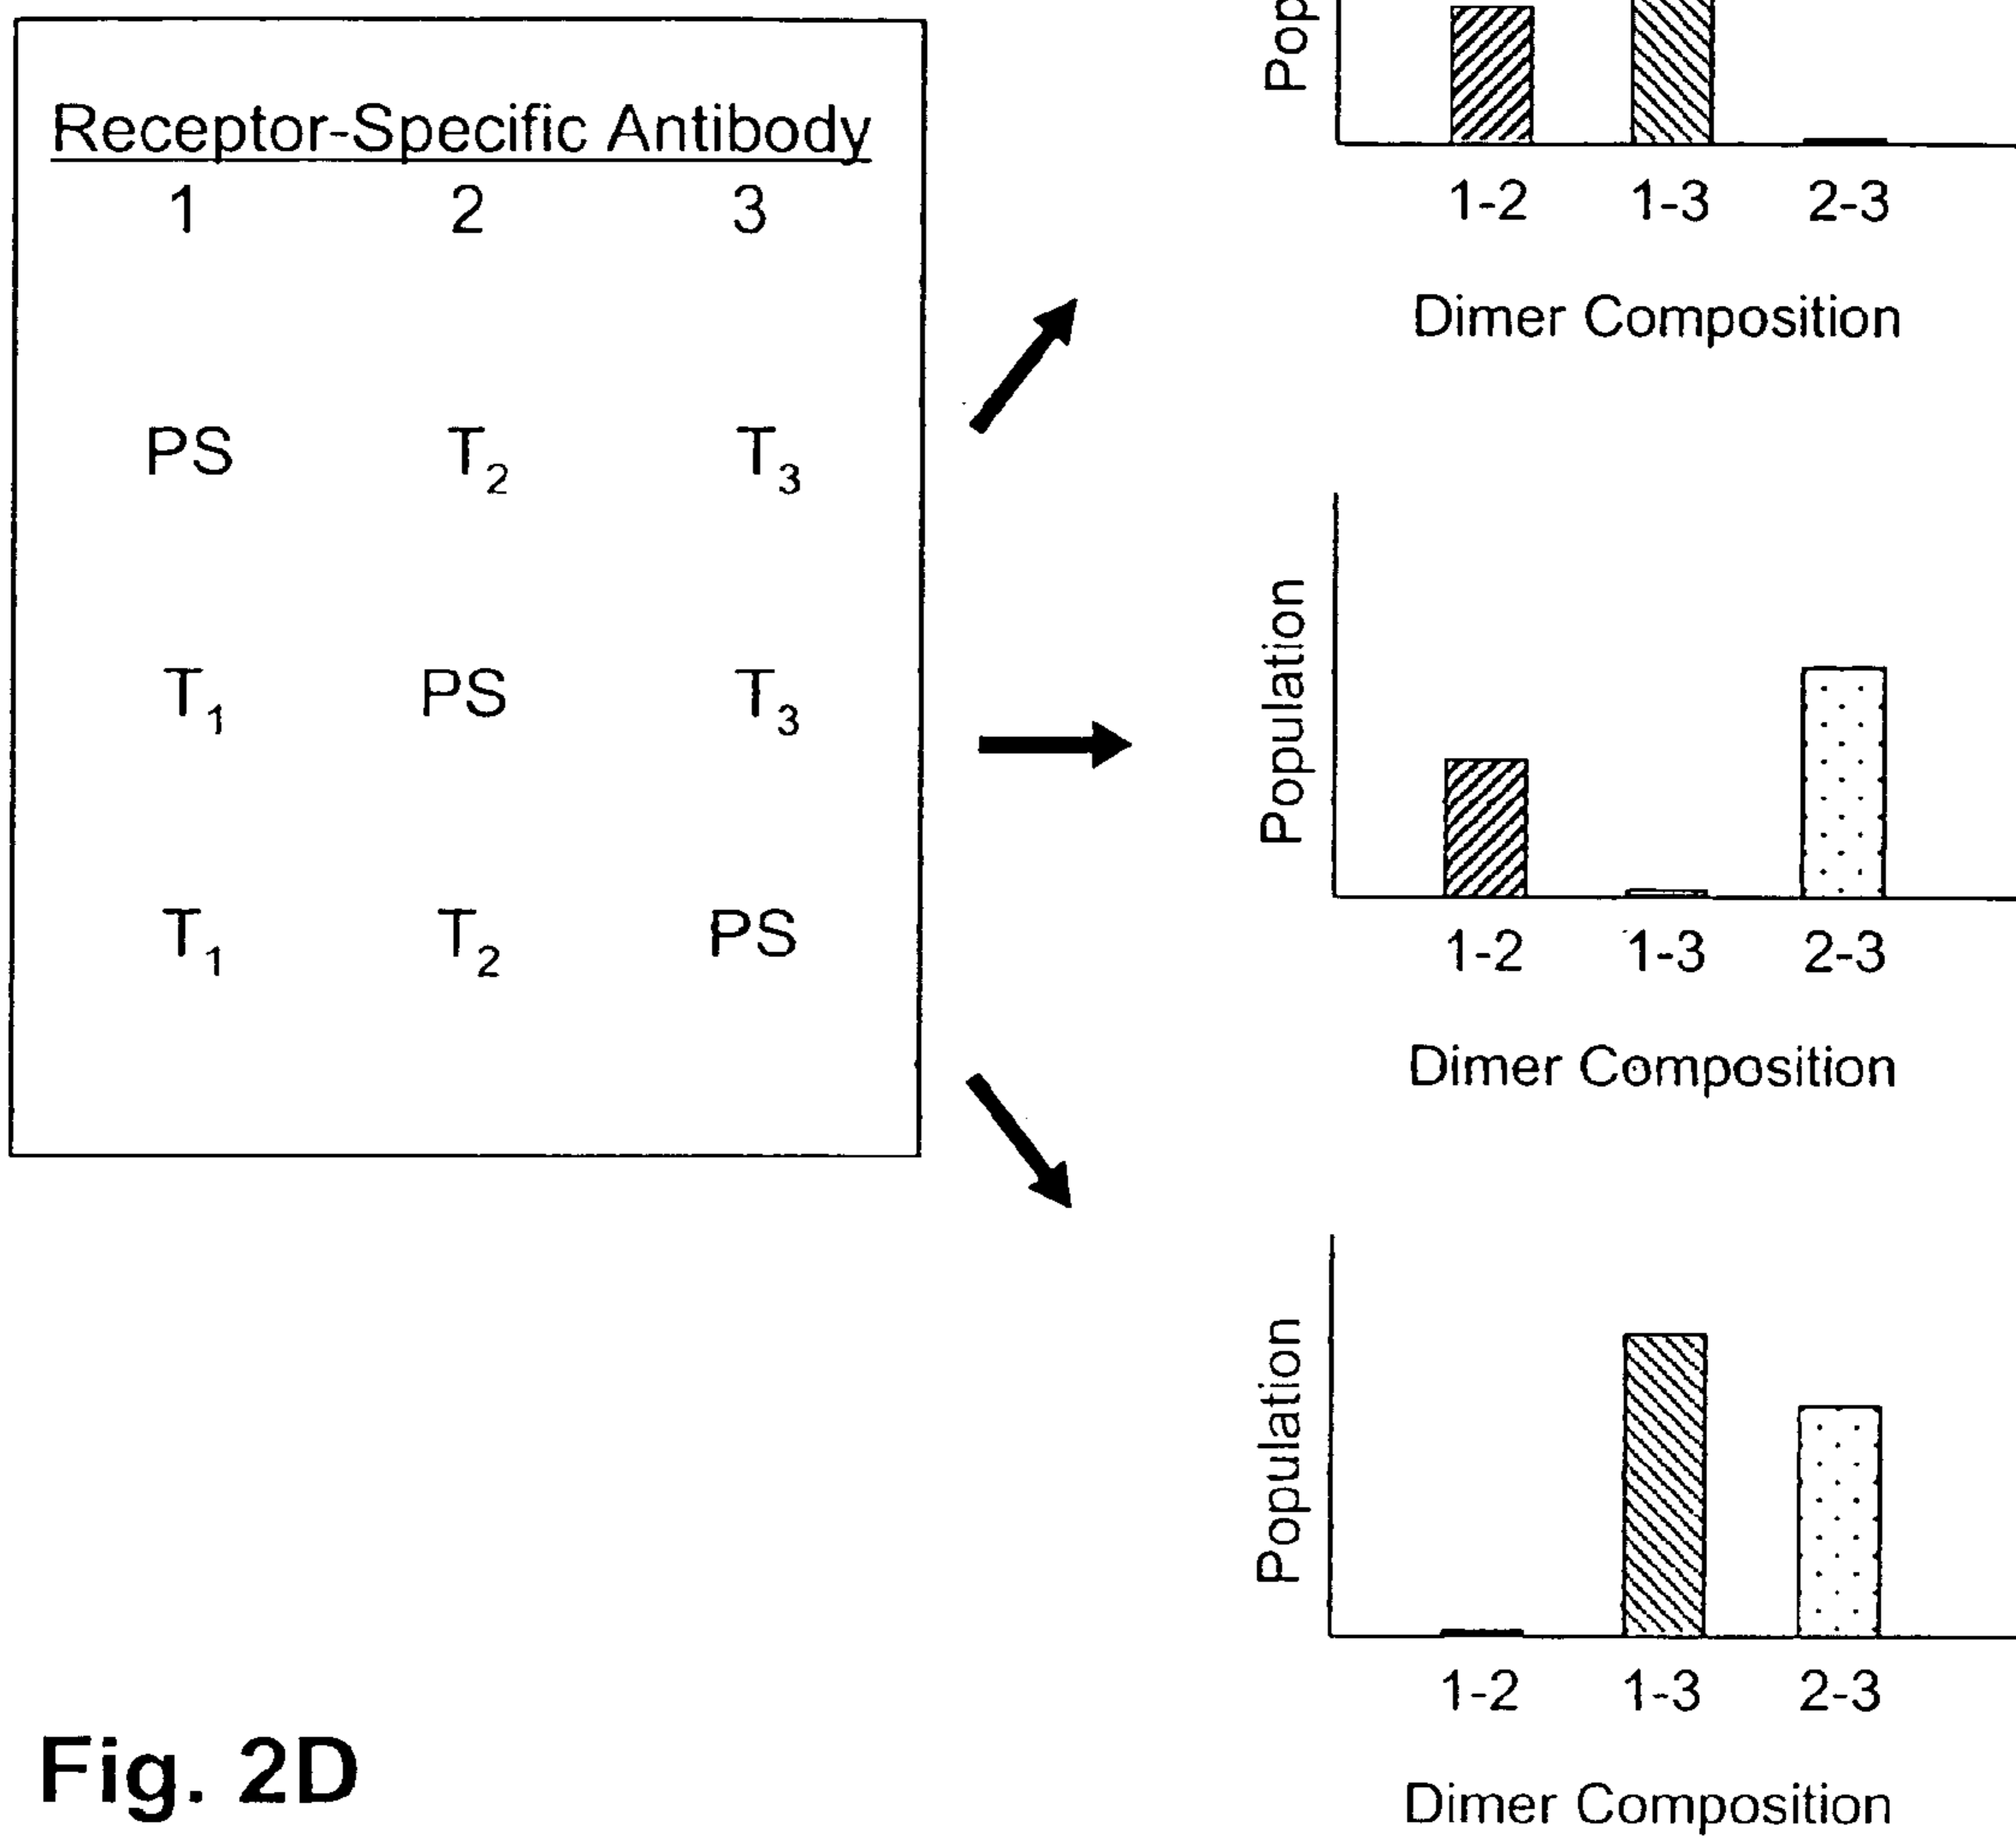 Receptor-Specific Antibody
1 2 3
PS T2 T3
T1 PS T3
T1 T2 PS
Pop
1-2 1-3 2-3
Dimer Composition
Population
1-2 1-3 2-3
Dimer Composition
Population
1-2 1-3 2-3
Dimer Composition
Fig. 2D